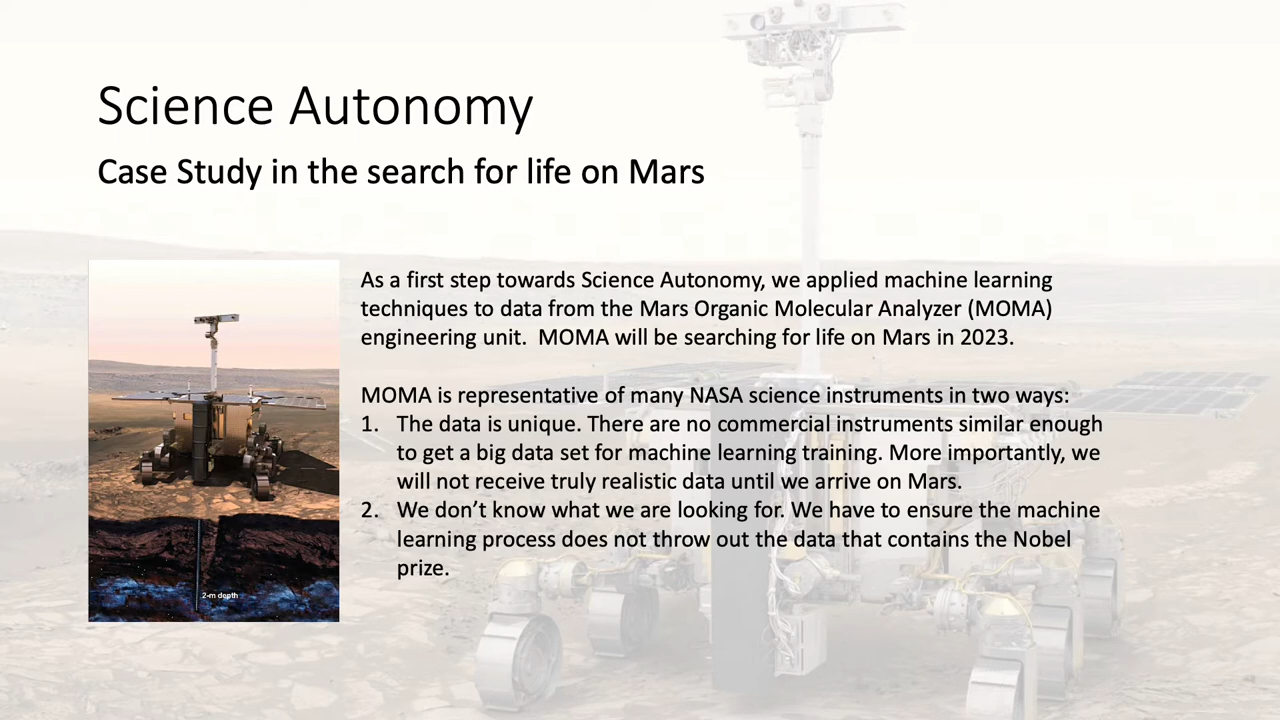 Science Autonomy
Case Study in the search for life on Mars
As a first step towards Science Autonomy, we applied machine learning
techniques to data from the Mars Organic Molecular Analyzer (MOMA)
engineering unit.  MOMA will be searching for life on Mars in 2023.
MOMA is representative of many NASA science instruments in two ways:
1. The data is unique. There are no commercial instruments similar enough
to get a big data set for machine learning training. More importantly, we
will not receive truly realistic data until we arrive on Mars.
2. We don’t know what we are looking for. We have to ensure the machine
learning process does not throw out the data that contains the Nobel
prize.
2-m depth